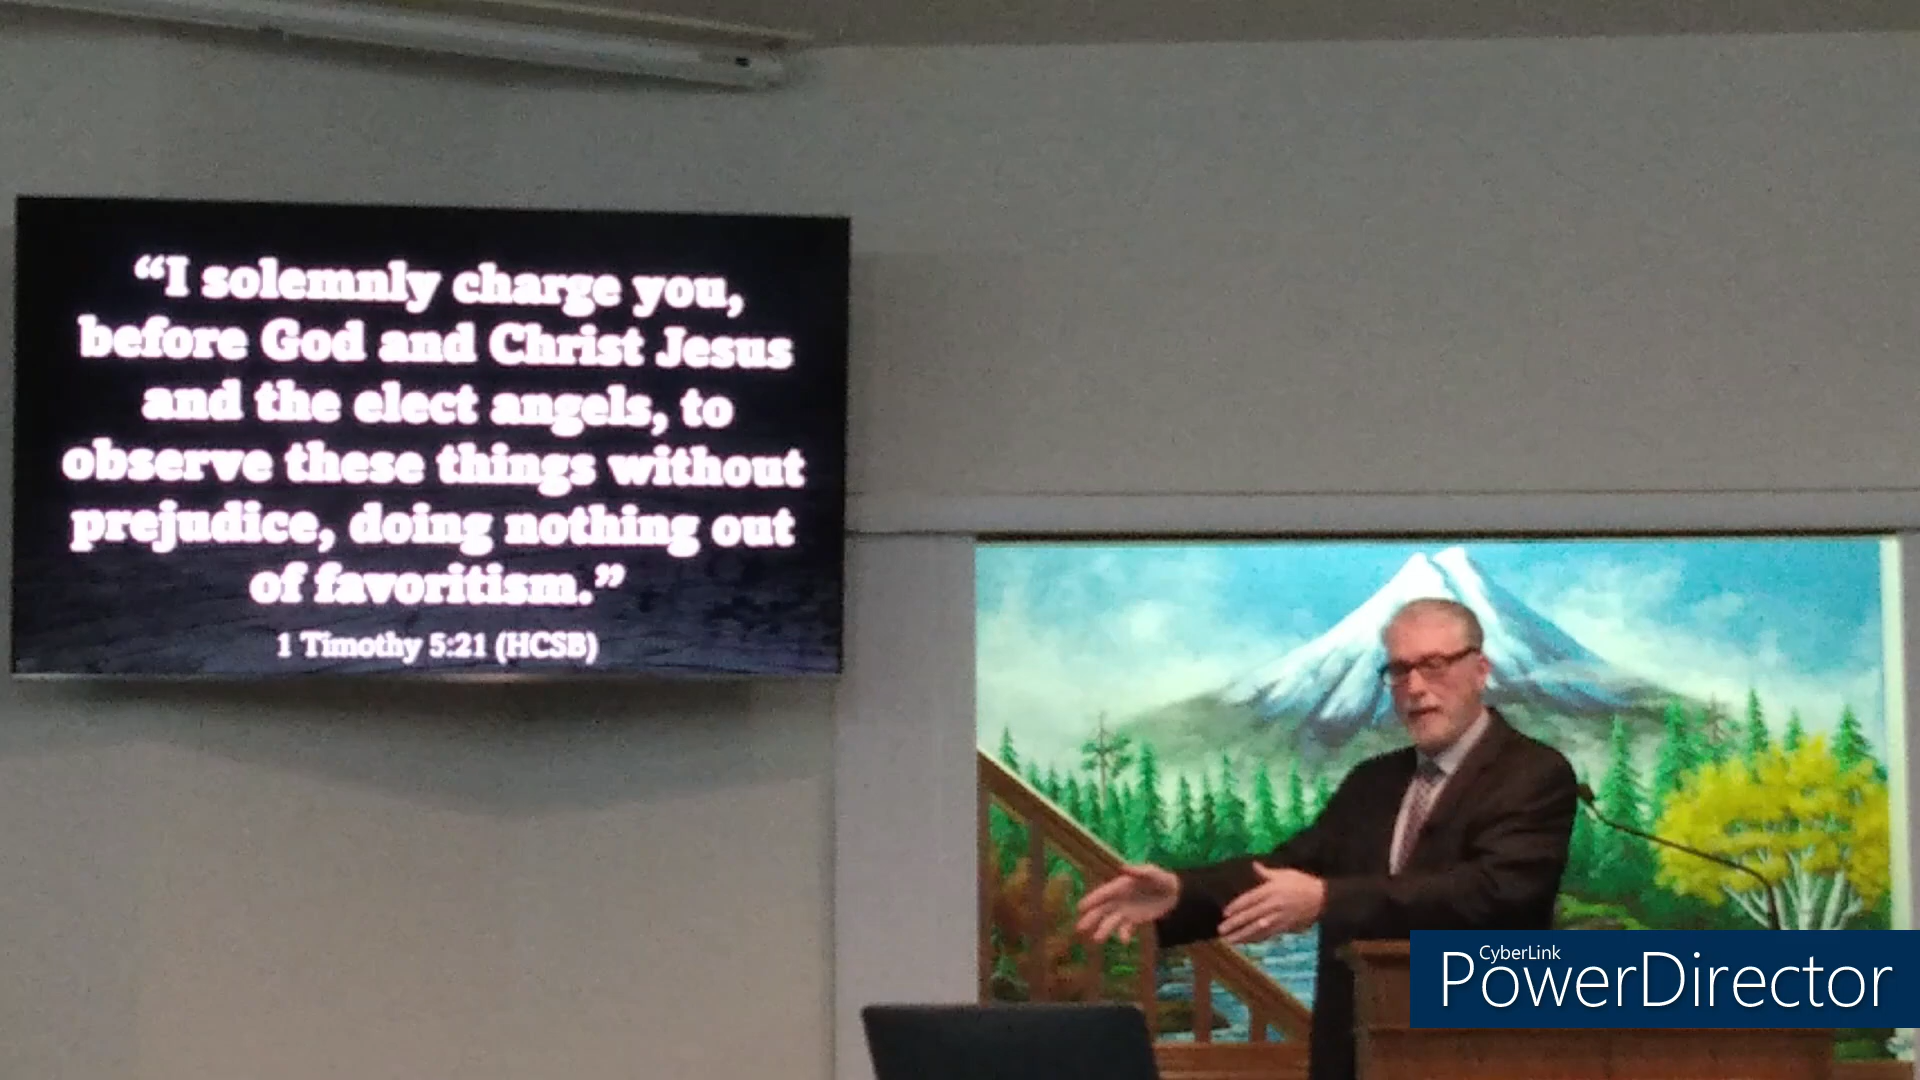 “I solemnly charge you,
before God and Christ Jesus
and the elect angels, to
observe these things without
prejudice, doing nothing out
of favoritism.”
1 Timothy 5:21 (HCSB)
CyberLink
PowerDirector